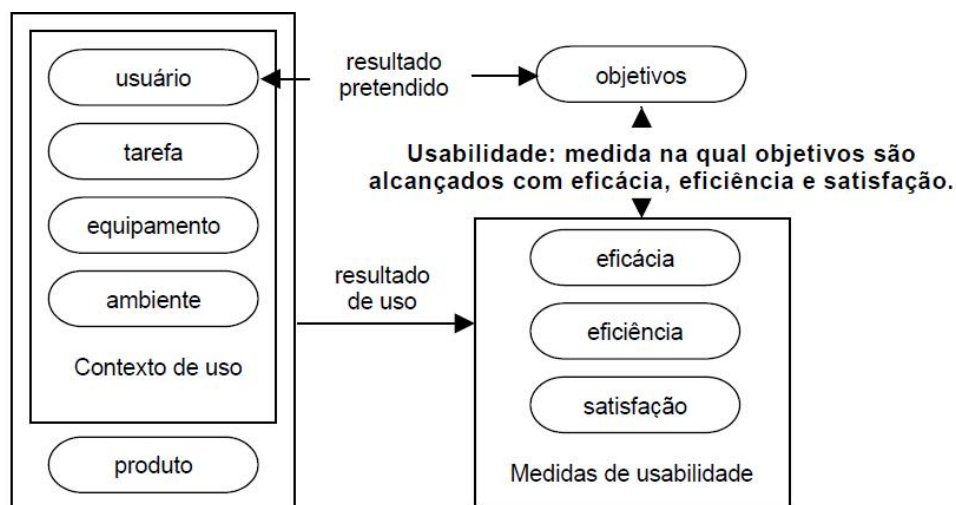 usuário
tarefa
equipamento
ambiente
Contexto de uso
produto
resultado
pretendido
objetivos
Usabilidade: medida na qual objetivos são
alcançados com eficácia, eficiência e satisfação.
resultado
de uso
eficácia
eficiência
satisfação
Medidas de usabilidade